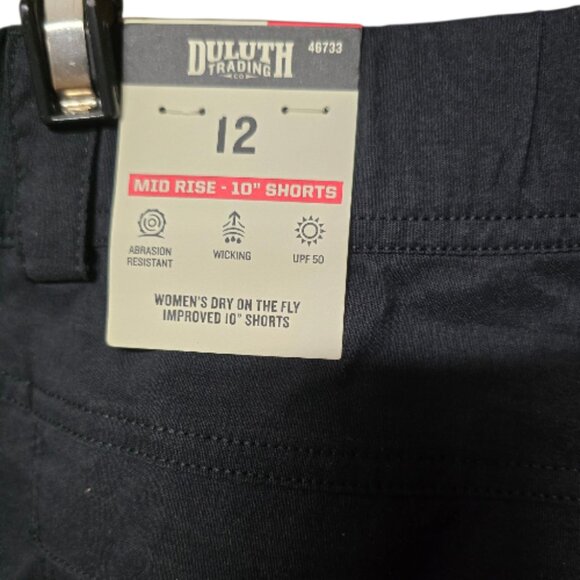 DULUTH 46733
TRADING
CO
12
MID RISE - 10" SHORTS
ABRASION RESISTANT
WICKING
UPF 50
WOMEN'S DRY ON THE FLY
IMPROVED 10" SHORTS